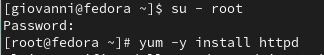 [giovanni@fedora ~]$ su - root
Password:
[root@fedora ~]# yum -y install httpd